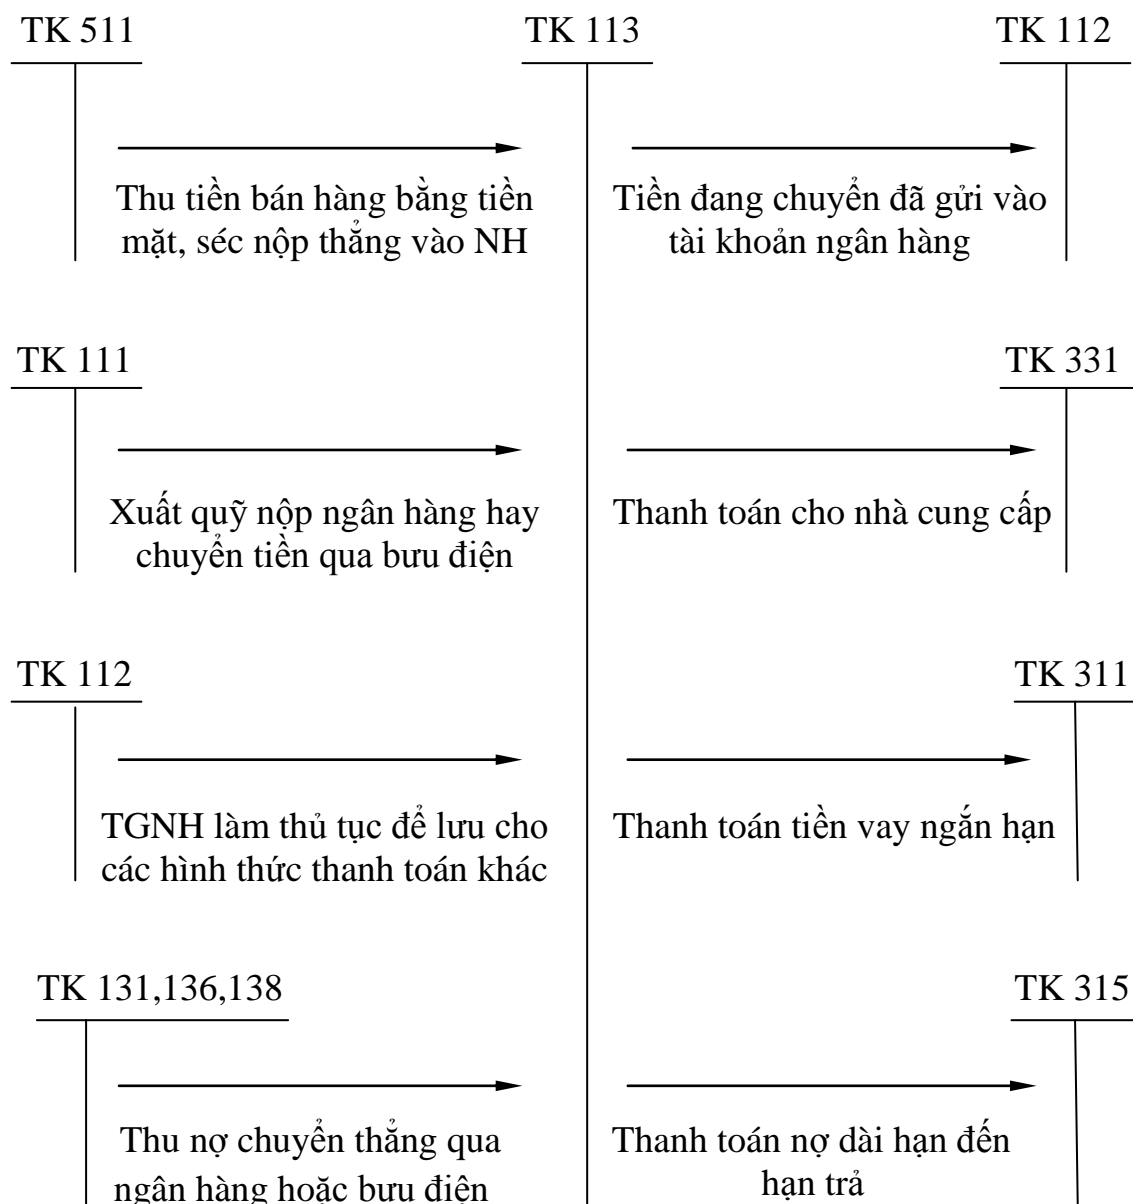 TK 511
TK 113
TK 112
Thu tiền bán hàng bằng tiền
mặt, séc nộp thẳng vào NH
Tiền đang chuyển đã gửi vào
tài khoản ngân hàng
TK 111
TK 331
Xuất quỹ nộp ngân hàng hay
chuyển tiền qua bưu điện
Thanh toán cho nhà cung cấp
TK 112
TK 311
TGNH làm thủ tục để lưu cho
các hình thức thanh toán khác
Thanh toán tiền vay ngắn hạn
TK 131,136,138
TK 315
Thu nợ chuyển thẳng qua
ngân hàng hoặc bưu điện
Thanh toán nợ dài hạn đến
hạn trả